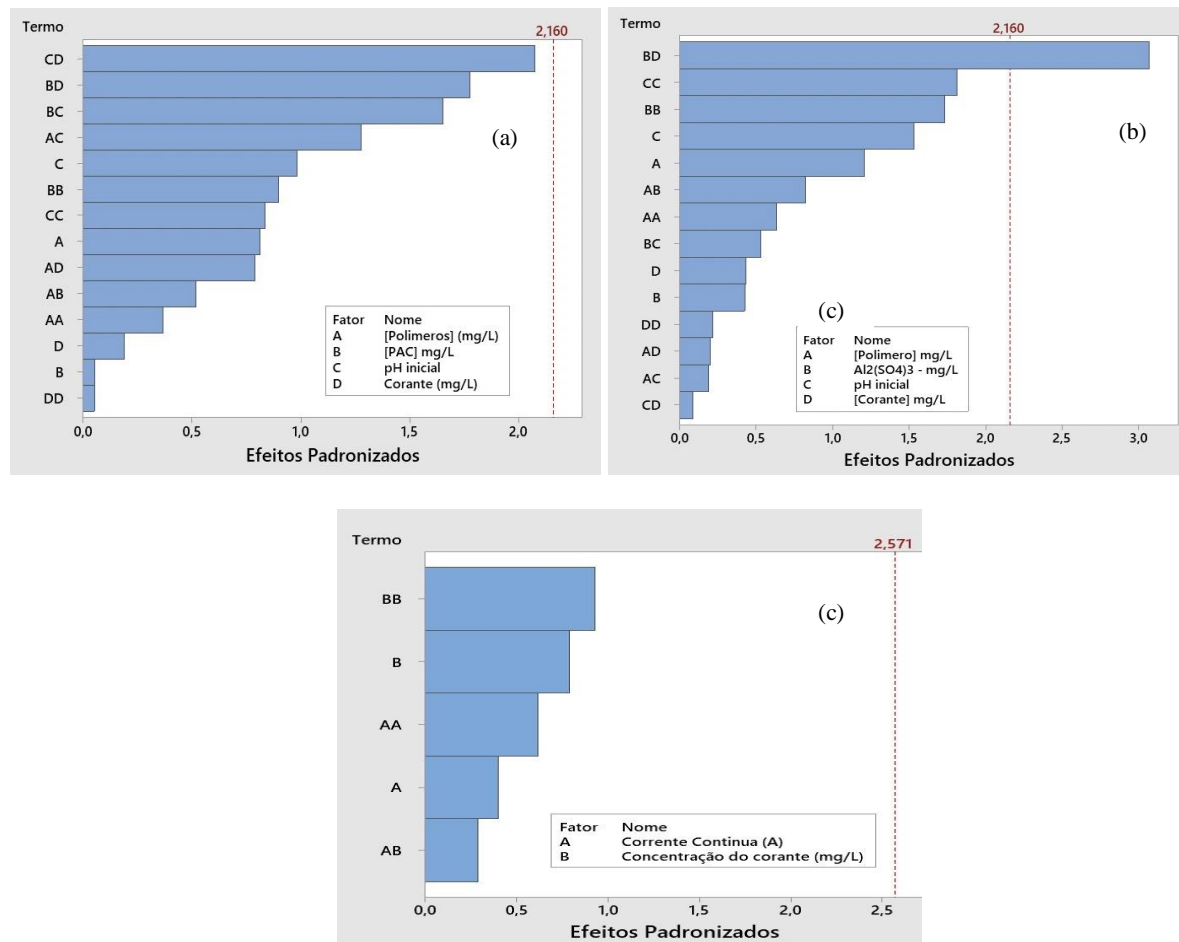 Termo
2,160
CD
BD
BC
AC
C
BB
CC
A
AD
AB
AA
D
B
DD
(a)
Fator Nome
A [Polimeros] (mg/L)
B [PAC] mg/L
C pH inicial
D Corante (mg/L)
0,0 0,5 1,0 1,5 2,0
Efeitos Padronizados
Termo
2,160
BD
CC
BB
C
A
AB
AA
BC
D
B
DD
AD
AC
CD
(b)
(c)
Fator Nome
A [Polimero] mg/L
B Al2(SO4)3 - mg/L
C pH inicial
D [Corante] mg/L
0,0 0,5 1,0 1,5 2,0 2,5 3,0
Efeitos Padronizados
Termo
2,571
BB
B
AA
A
AB
(c)
Fator Nome
A Corrente Continua (A)
B Concentração do corante (mg/L)
0,0 0,5 1,0 1,5 2,0 2,5
Efeitos Padronizados